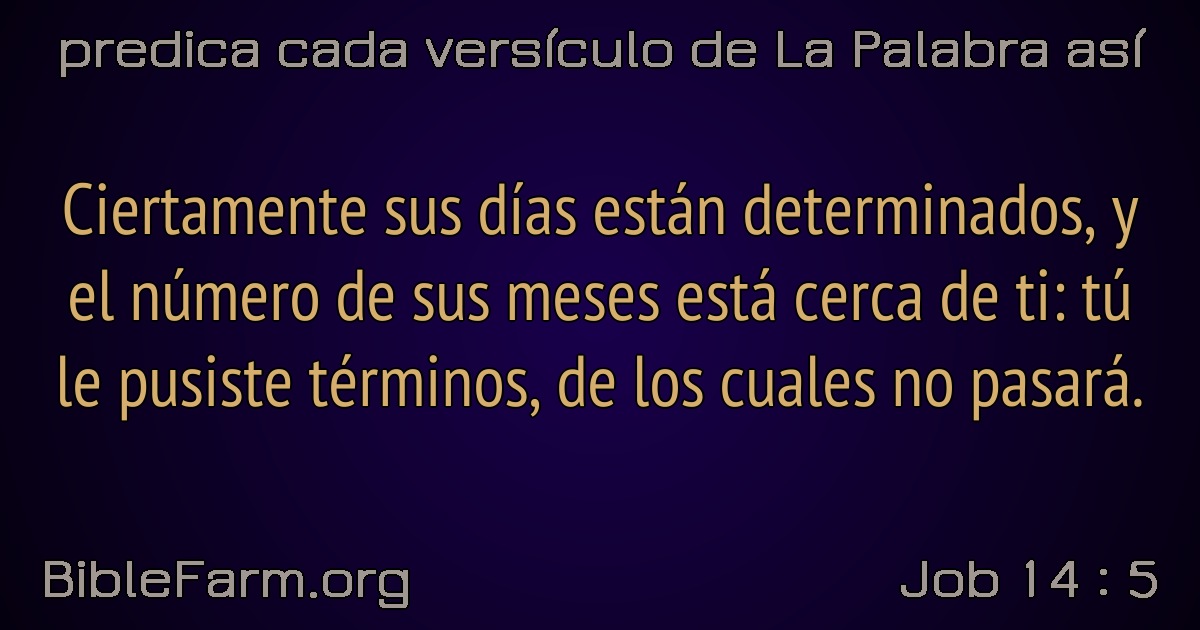 predica cada versículo de La Palabra así
Ciertamente sus días están determinados, y
el número de sus meses está cerca de ti: tú
le pusiste términos, de los cuales no pasará.
BibleFarm.org
Job 14 : 5